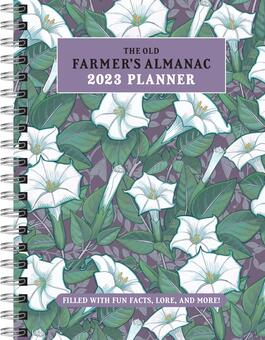 THE OLD
FARMER'S ALMANAC
2023 PLANNER
FILLED WITH FUN FACTS, LORE, AND MORE!